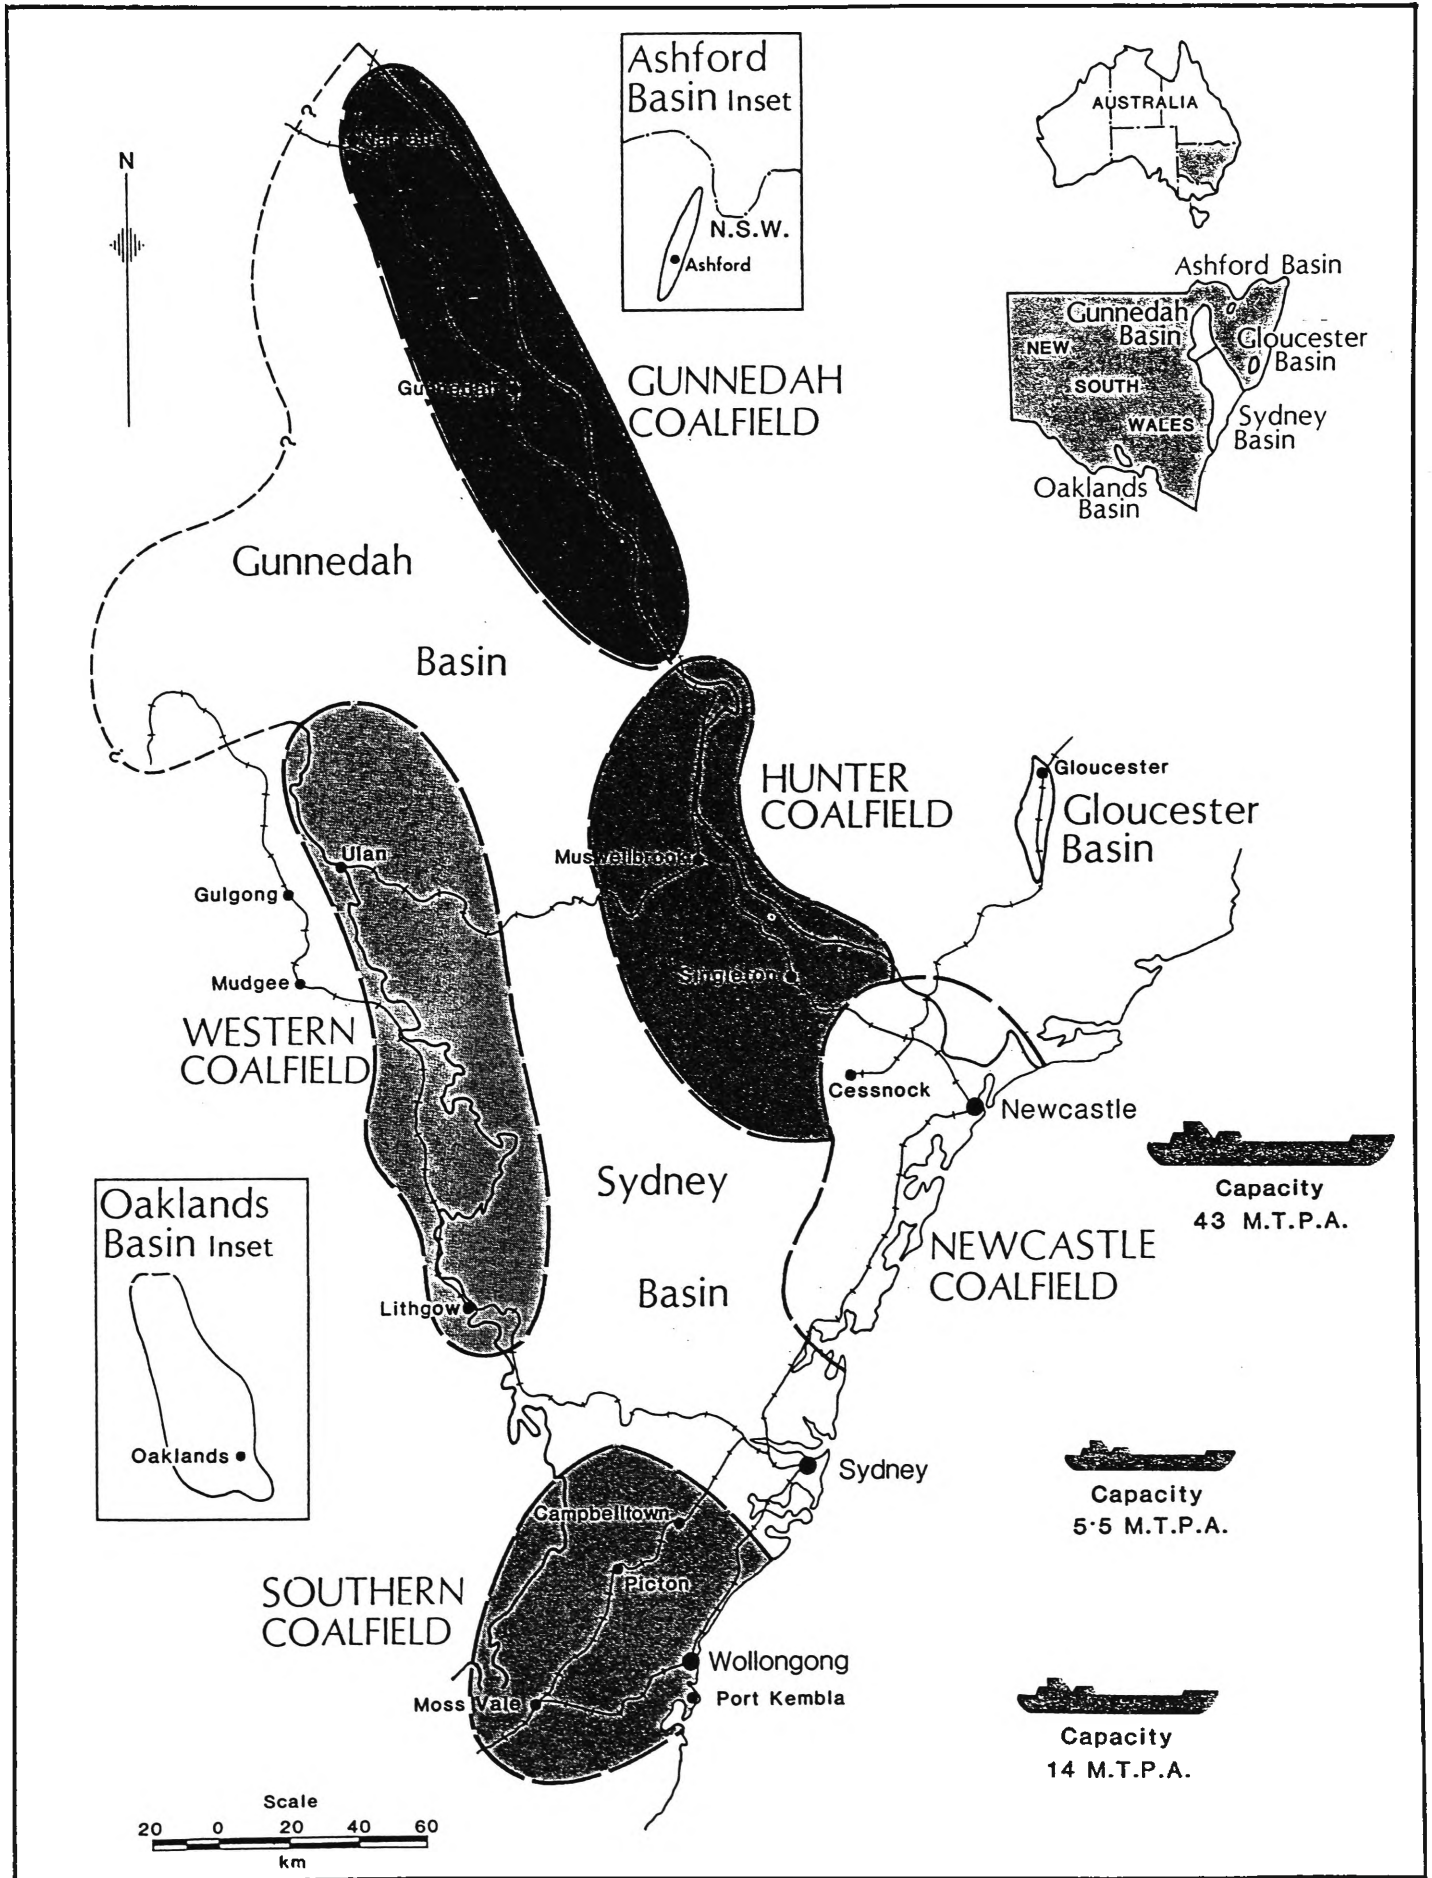 Ashford
Basin Inset
N.S.W.
Ashford
AUSTRALIA
N
?
Narrabri
Ashford Basin
Gunnedah
Basin
Gloucester
Basin
NEW
SOUTH
WALES
Sydney
Basin
Oaklands
Basin
GUNNEDAH
COALFIELD
Gunnedah
?
Gunnedah
Basin
?
HUNTER
COALFIELD
Gloucester
Gloucester
Basin
Muswellbrook
Ulan
Gulgong
Mudgee
Singleton
WESTERN
COALFIELD
Cessnock
Newcastle
Capacity
43 M.T.P.A.
Sydney
Basin
NEWCASTLE
COALFIELD
Oaklands
Basin Inset
Oaklands
Lithgow
Sydney
Capacity
5·5 M.T.P.A.
Campbelltown
Picton
SOUTHERN
COALFIELD
Wollongong
Port Kembla
Moss Vale
Capacity
14 M.T.P.A.
Scale
20 0 20 40 60
km